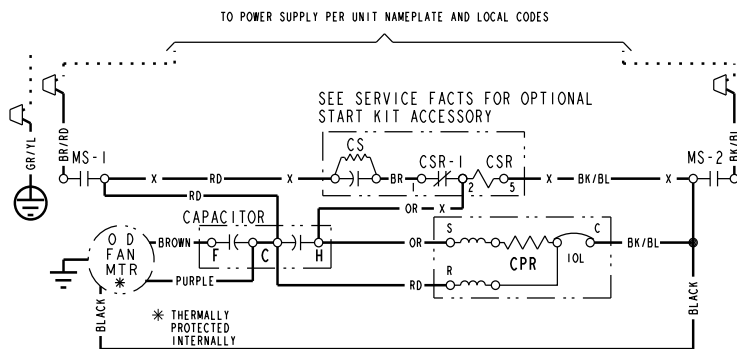 TO POWER SUPPLY PER UNIT NAMEPLATE AND LOCAL CODES
SEE SERVICE FACTS FOR OPTIONAL
START KIT ACCESSORY
GR/YL
BR/RD
MS-1
CS
CSR-1
CSR
MS-2
BK/BL
X
RD
X
BR
1
2
5
X
BK/BL
X
RD
OR
X
CAPACITOR
O D
FAN
MTR
✳
BROWN
F
C
H
OR
S
C
BK/BL
CPR
IOL
PURPLE
RD
R
BLACK
✳ THERMALLY
PROTECTED
INTERNALLY
BLACK